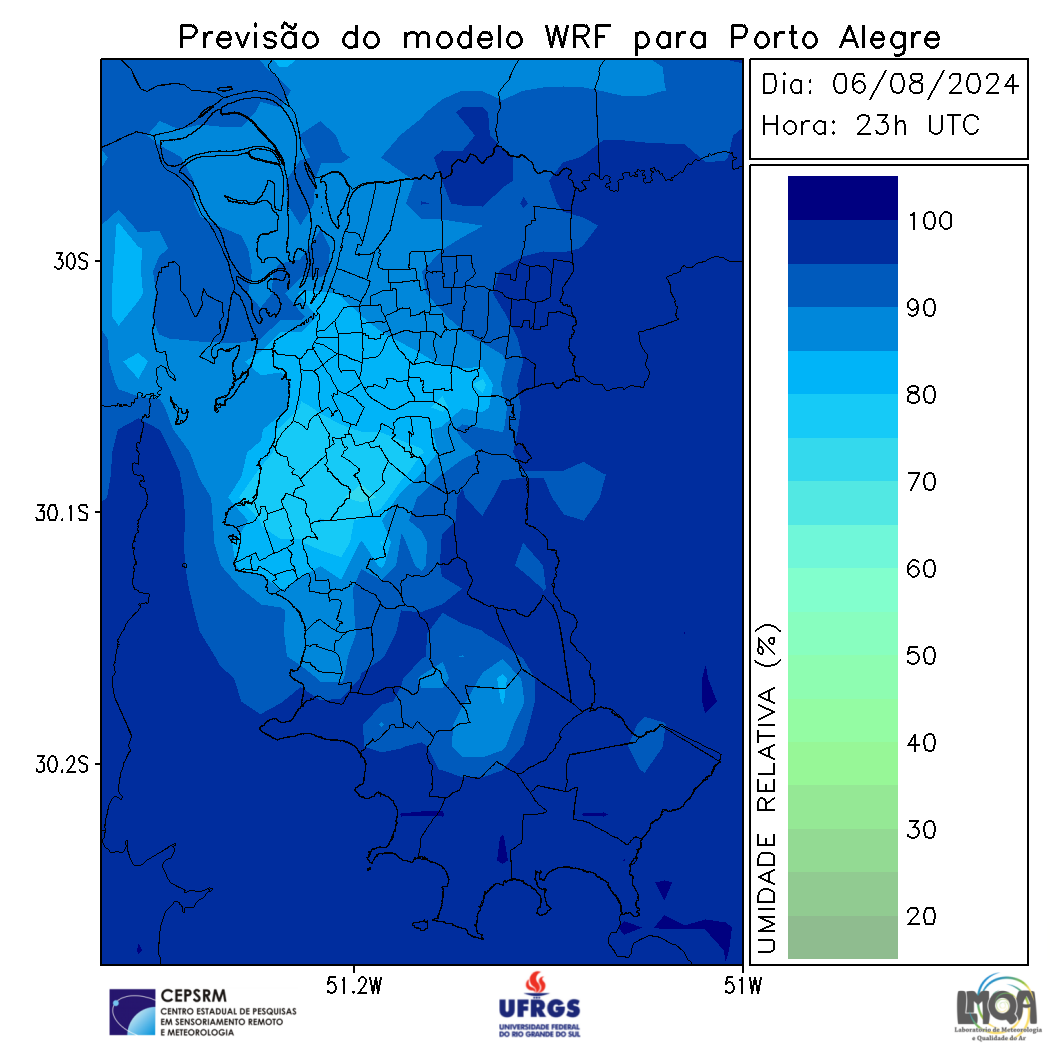 Previsão do modelo WRF para Porto Alegre
Dia: 06/08/2024
Hora: 23h UTC
30S
30.1S
30.2S
51.2W
51W
100
90
80
70
60
50
40
30
20
UMIDADE RELATIVA (%)
CEPSRM
CENTRO ESTADUAL DE PESQUISAS
EM SENSORIAMENTO REMOTO
E METEOROLOGIA
UFRGS
UNIVERSIDADE FEDERAL
DO RIO GRANDE DO SUL
LMQA
Laboratório de Meteorologia
e Qualidade do Ar